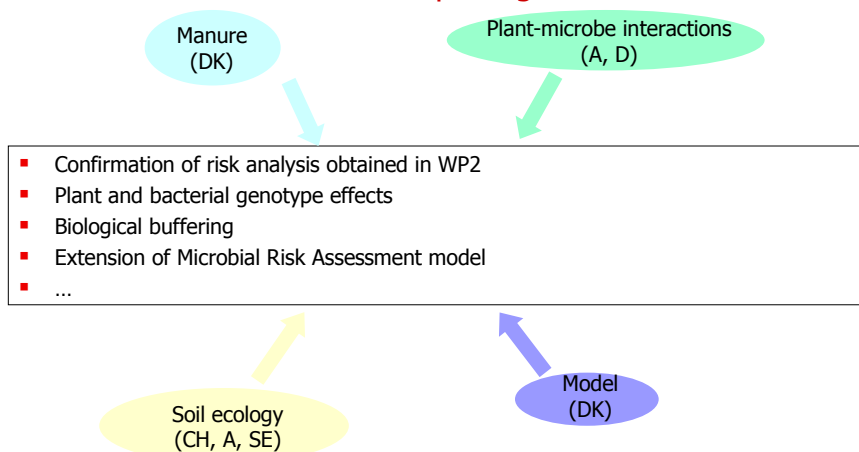 Manure
(DK)
Plant-microbe interactions
(A, D)
▪ Confirmation of risk analysis obtained in WP2
▪ Plant and bacterial genotype effects
▪ Biological buffering
▪ Extension of Microbial Risk Assessment model
▪ ...
Soil ecology
(CH, A, SE)
Model
(DK)